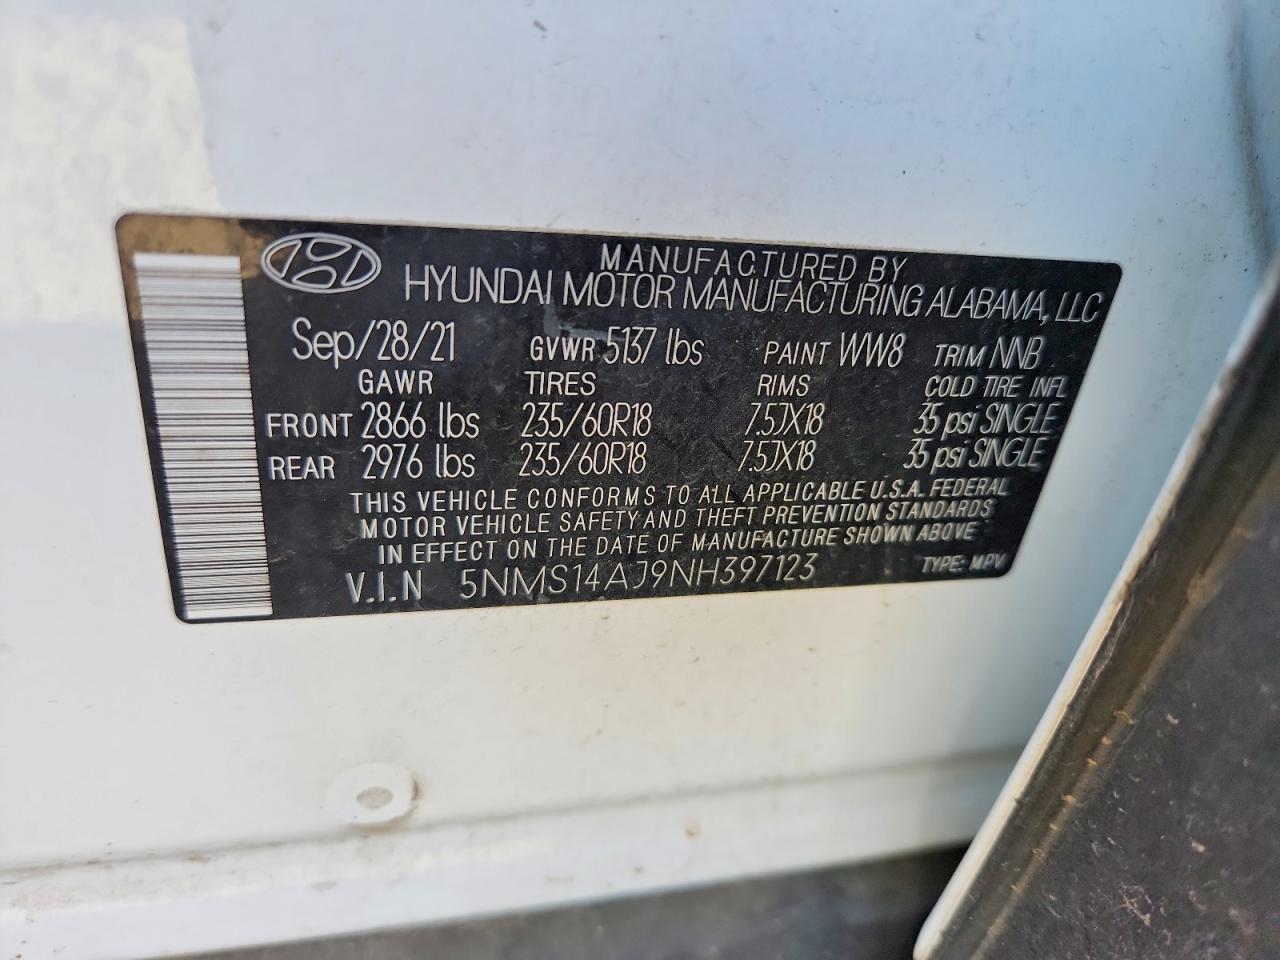 MANUFACTURED BY
HYUNDAI MOTOR MANUFACTURING ALABAMA, LLC
Sep/28/21 GVWR 5137 lbs PAINT WW8 TRIM NNB
GAWR TIRES RIMS COLD TIRE INFL
FRONT 2866 lbs 235/60R18 7.5JX18 35 psi SINGLE
REAR 2976 lbs 235/60R18 7.5JX18 35 psi SINGLE
THIS VEHICLE CONFORMS TO ALL APPLICABLE U.S.A. FEDERAL
MOTOR VEHICLE SAFETY AND THEFT PREVENTION STANDARDS
IN EFFECT ON THE DATE OF MANUFACTURE SHOWN ABOVE
V.I.N 5NMS14AJ9NH397123 TYPE: MPV